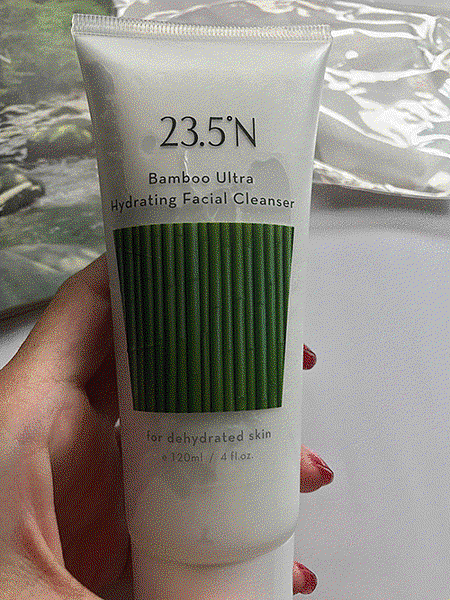 23.5°N
Bamboo Ultra
Hydrating Facial Cleanser
for dehydrated skin
e 120ml / 4 fl.oz.